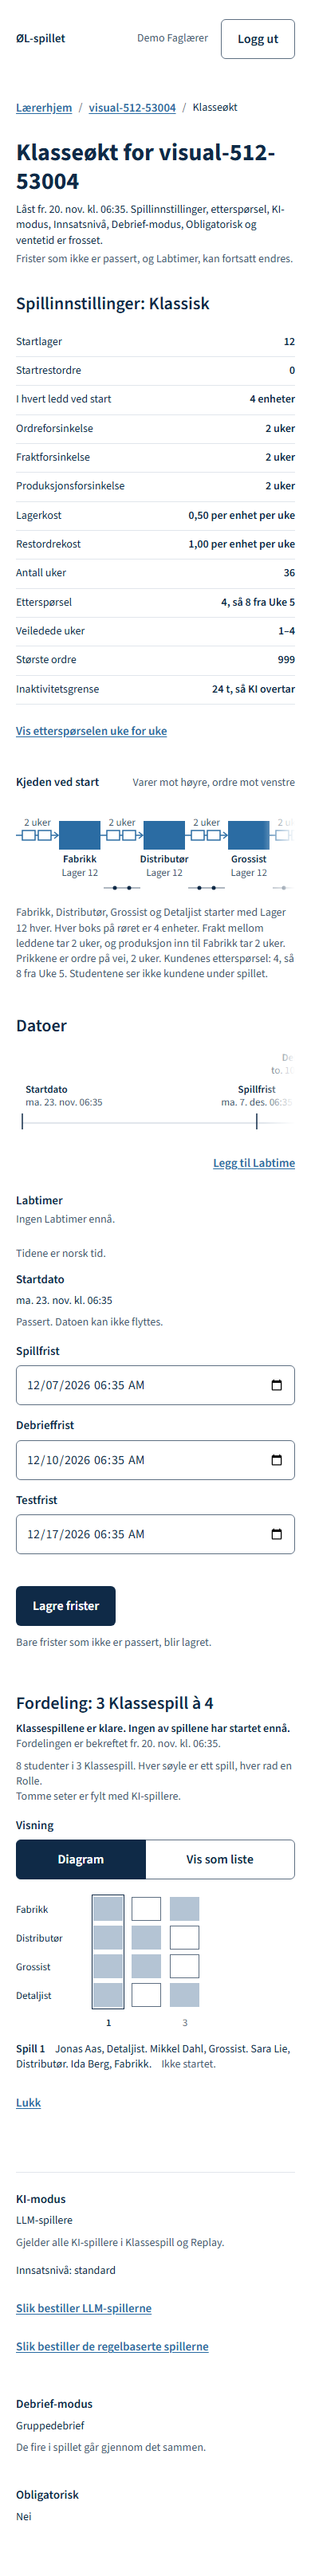 ØL-spillet
Demo Faglærer
Logg ut
Lærerhjem / visual-512-53004 / Klasseøkt
Klasseøkt for visual-512-
53004
Låst fr. 20. nov. kl. 06:35. Spillinnstillinger, etterspørsel, KI-
modus, Innsatsnivå, Debrief-modus, Obligatorisk og
ventetid er frosset.
Frister som ikke er passert, og Labtimer, kan fortsatt endres.
Spillinnstillinger: Klassisk
Startlager 12
Startrestordre 0
I hvert ledd ved start 4 enheter
Ordreforsinkelse 2 uker
Fraktforsinkelse 2 uker
Produksjonsforsinkelse 2 uker
Lagerkost 0,50 per enhet per uke
Restordrekost 1,00 per enhet per uke
Antall uker 36
Etterspørsel 4, så 8 fra Uke 5
Veiledede uker 1–4
Største ordre 999
Inaktivitetsgrense 24 t, så KI overtar
Vis etterspørselen uke for uke
Kjeden ved start Varer mot høyre, ordre mot venstre
2 uker 2 uker 2 uker 2 u
Fabrikk Distributør Grossist
Lager 12 Lager 12 Lager 12
Fabrikk, Distributør, Grossist og Detaljist starter med Lager
12 hver. Hver boks på røret er 4 enheter. Frakt mellom
leddene tar 2 uker, og produksjon inn til Fabrikk tar 2 uker.
Prikkene er ordre på vei, 2 uker. Kundenes etterspørsel: 4, så
8 fra Uke 5. Studentene ser ikke kundene under spillet.
Datoer
De
to. 1
Startdato Spillfrist
ma. 23. nov. 06:35 ma. 7. des. 06:35
Legg til Labtime
Labtimer
Ingen Labtimer ennå.
Tidene er norsk tid.
Startdato
ma. 23. nov. kl. 06:35
Passert. Datoen kan ikke flyttes.
Spillfrist
12/07/2026 06:35 AM
Debrieffrist
12/10/2026 06:35 AM
Testfrist
12/17/2026 06:35 AM
Lagre frister
Bare frister som ikke er passert, blir lagret.
Fordeling: 3 Klassespill à 4
Klassespillene er klare. Ingen av spillene har startet ennå.
Fordelingen er bekreftet fr. 20. nov. kl. 06:35.
8 studenter i 3 Klassespill. Hver søyle er ett spill, hver rad en
Rolle.
Tomme seter er fylt med KI-spillere.
Visning
Diagram Vis som liste
Fabrikk
Distributør
Grossist
Detaljist
1 3
Spill 1 Jonas Aas, Detaljist. Mikkel Dahl, Grossist. Sara Lie,
Distributør. Ida Berg, Fabrikk. Ikke startet.
Lukk
KI-modus
LLM-spillere
Gjelder alle KI-spillere i Klassespill og Replay.
Innsatsnivå: standard
Slik bestiller LLM-spillerne
Slik bestiller de regelbaserte spillerne
Debrief-modus
Gruppedebrief
De fire i spillet går gjennom det sammen.
Obligatorisk
Nei